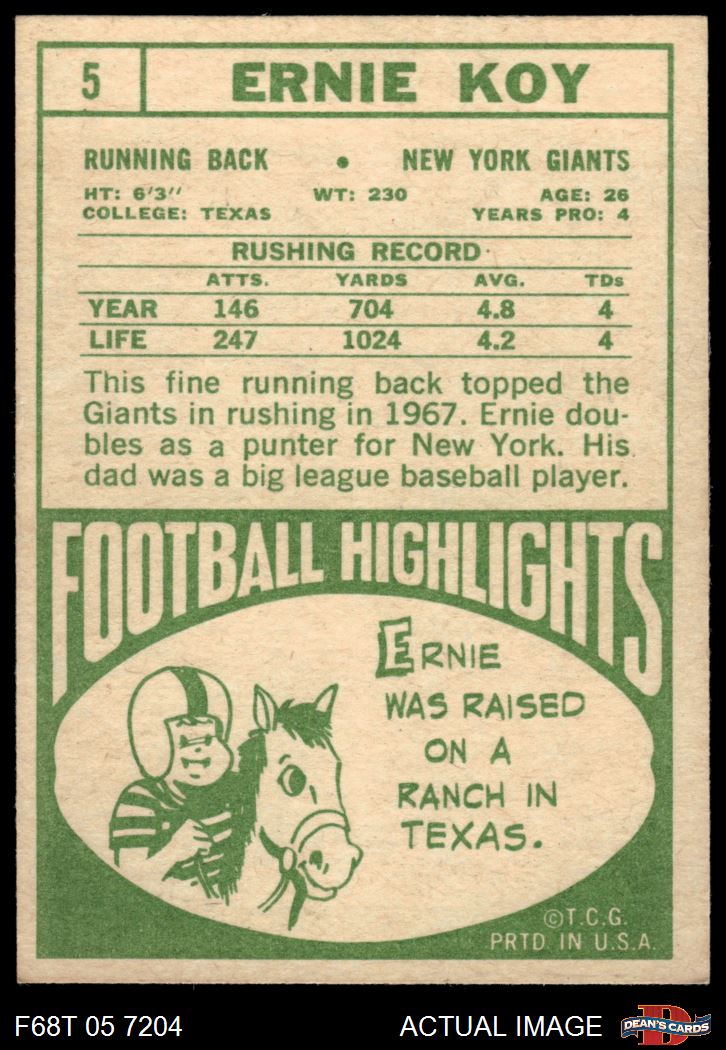 5
ERNIE KOY
RUNNING BACK • NEW YORK GIANTS
HT: 6'3" WT: 230 AGE: 26
COLLEGE: TEXAS YEARS PRO: 4
RUSHING RECORD
ATTS. YARDS AVG. TDs
YEAR 146 704 4.8 4
LIFE 247 1024 4.2 4
This fine running back topped the
Giants in rushing in 1967. Ernie dou-
bles as a punter for New York. His
dad was a big league baseball player.
FOOTBALL HIGHLIGHTS
ERNIE
WAS RAISED
ON A
RANCH IN
TEXAS.
©T.C.G.
PRTD. IN U.S.A.
F68T 05 7204 ACTUAL IMAGE
D
DEAN'S CARDS